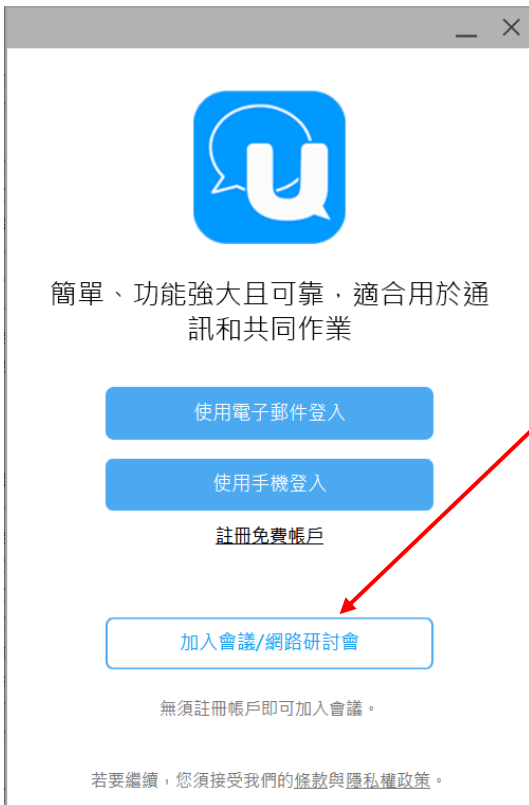 U
簡單、功能強大且可靠，適合用於通
訊和共同作業
使用電子郵件登入
使用手機登入
註冊免費帳戶
加入會議/網路研討會
無須註冊帳戶即可加入會議。
若要繼續，您須接受我們的條款與隱私權政策。